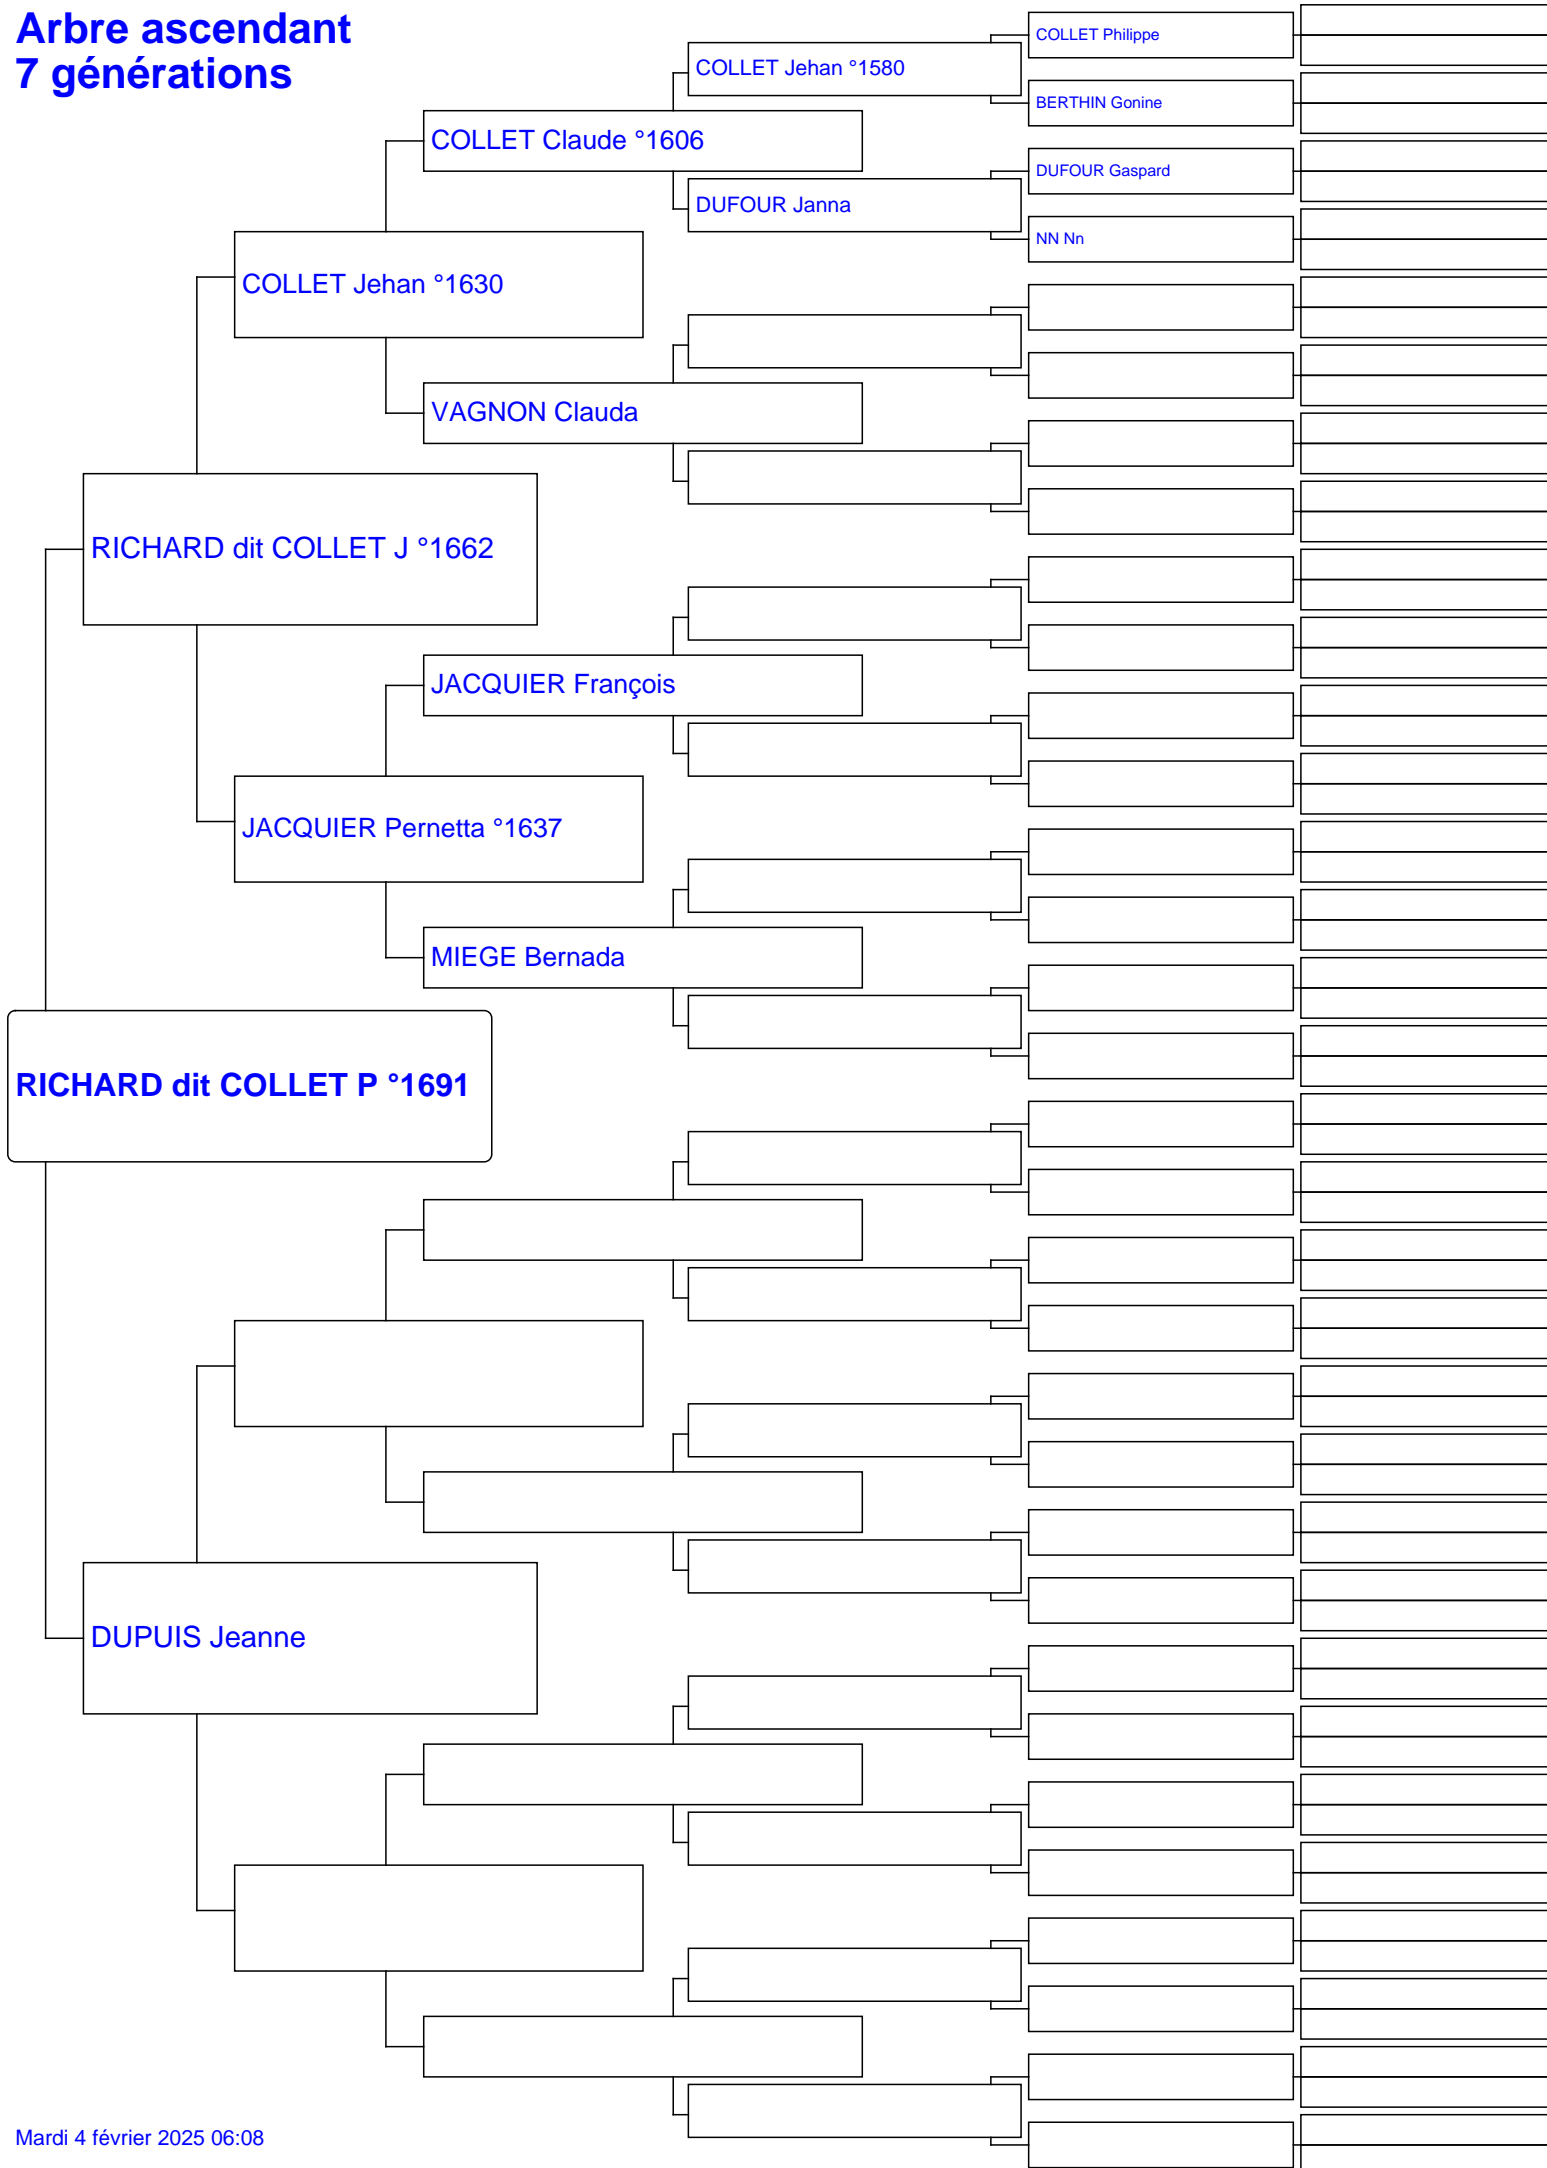 Arbre ascendant
7 générations
COLLET Philippe
COLLET Jehan °1580
BERTHIN Gonine
COLLET Claude °1606
DUFOUR Gaspard
DUFOUR Janna
NN Nn
COLLET Jehan °1630
VAGNON Clauda
RICHARD dit COLLET J °1662
JACQUIER François
JACQUIER Pernetta °1637
MIEGE Bernada
RICHARD dit COLLET P °1691
DUPUIS Jeanne
Mardi 4 février 2025 06:08